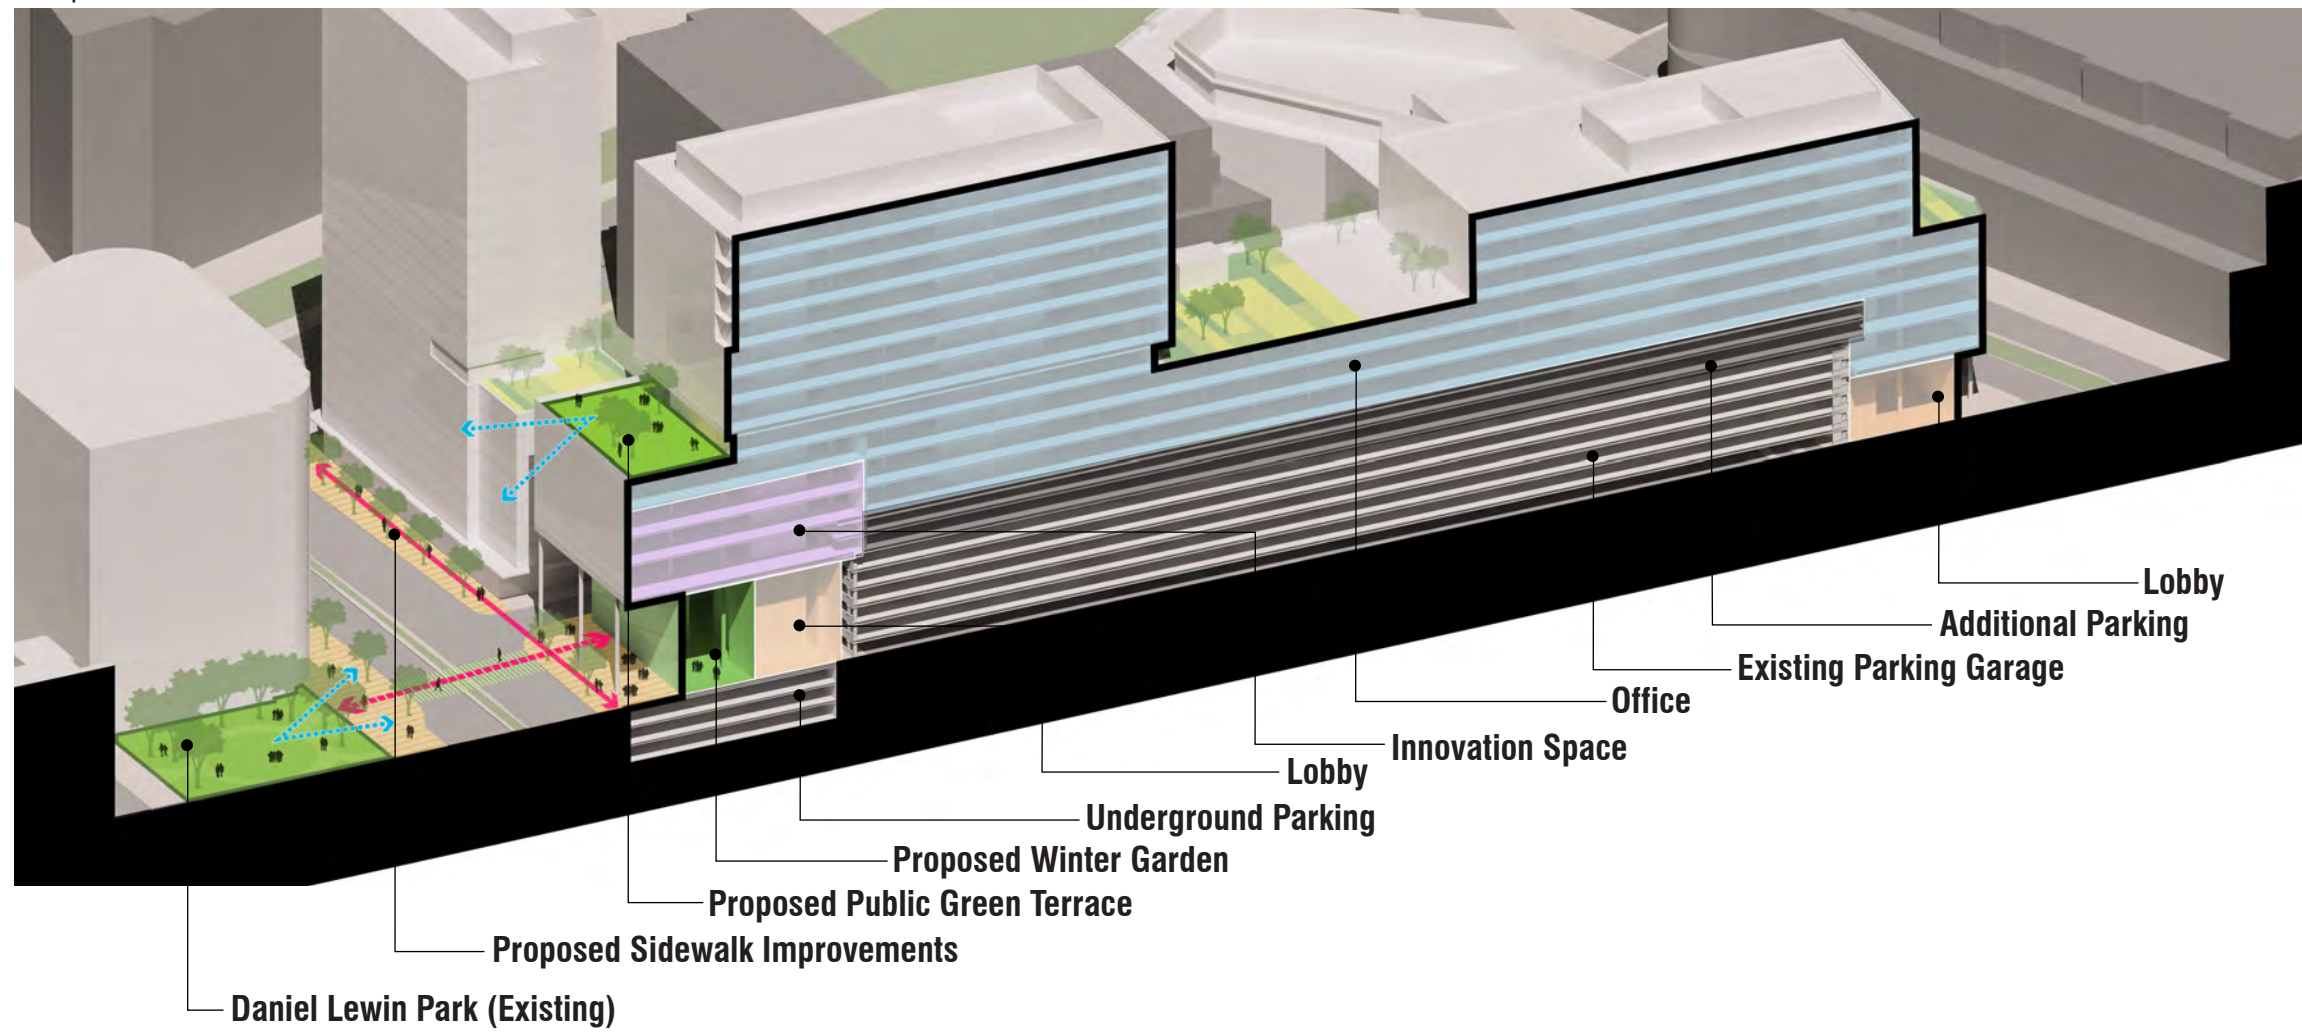 Lobby
Additional Parking
Existing Parking Garage
Office
Innovation Space
Lobby
Underground Parking
Proposed Winter Garden
Proposed Public Green Terrace
Proposed Sidewalk Improvements
Daniel Lewin Park (Existing)